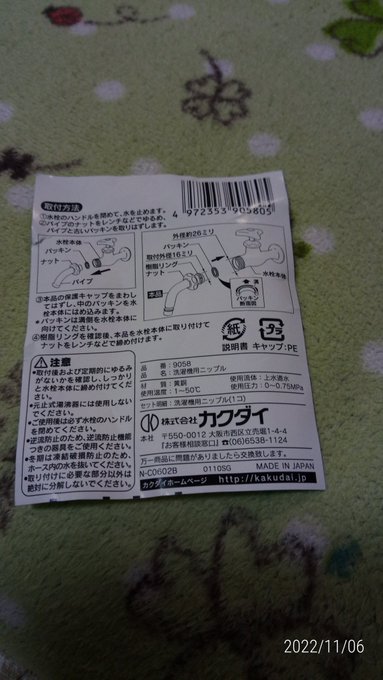 取付方法
4 972353 905805
①水栓のハンドルを閉めて、水を止めます。
②パイプのナットをレンチなどでゆるめ、
パイプと古いパッキンを取りはずします。
水栓本体
パッキン
ナット
パイプ
外径約26ミリ
パッキン
取付外径16ミリ
樹脂リング
ナット
水栓本体
本品
パッキン
断面図
③本品の保護キャップをまわし
てはずし、中のパッキンを水栓
本体にはめ込みます。
*パッキンは溝側を水栓本体に
向けてください。
④樹脂リングを確認後、本品を水栓本体に取り付けて
ナットをレンチなどで締め付けます。
紙
説明書
プラ
キャップ:PE
注意
●取付後および定期的にゆるみ
がないかを確認し、しっかり
と水栓本体に締め付けてくだ
さい。
●元止式湯沸器には使用しない
でください。
●ご使用後は必ず水栓のハンドル
を閉めてください。
●逆流防止のため、逆流防止機能
つきの器具をご使用ください。
●冬期は凍結破損防止のため、
ホース内の水を抜いてください。
●取り付けに必要な部分以外は
絶対に分解しないでください。
品番:9058
品名:洗濯機用ニップル
材質:黄銅
使用温度:1~50℃
使用流体:上水道水
使用圧力:0~0.75MPa
セット明細:洗濯機用ニップル(1コ)
株式会社カクダイ
本社 〒550-0012 大阪市西区立売堀1-4-4
『お客様相談窓口』 (06)6538-1124
万一商品に問題がありましたら交換致します。
N-C0602B 0110SG MADE IN JAPAN
カクダイホームページ http://kakudai.jp
2022/11/06